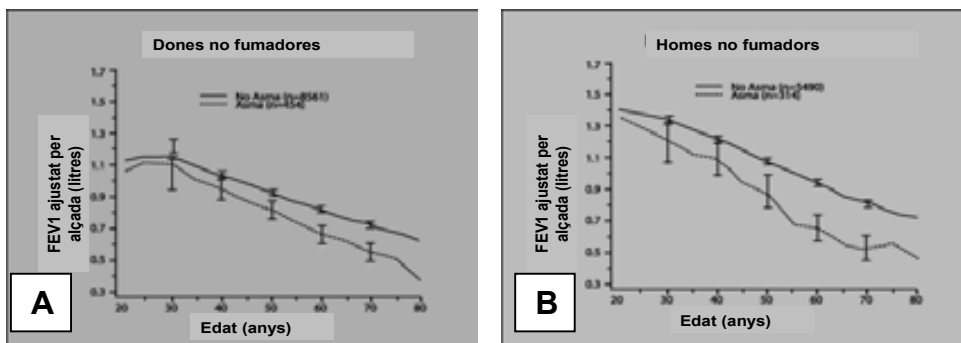 Dones no fumadores
1.7
1.5
1.3
1.1
0.9
0.7
0.5
0.3
No Asma (n=8561)
Asma (n=454)
FEV1 ajustat per
alçada (litres)
20 30 40 50 60 70 80
Edat (anys)
A
Homes no fumadors
1.7
1.5
1.3
1.1
0.9
0.7
0.5
0.3
No Asma (n=5490)
Asma (n=314)
FEV1 ajustat per
alçada (litres)
20 30 40 50 60 70 80
Edat (anys)
B